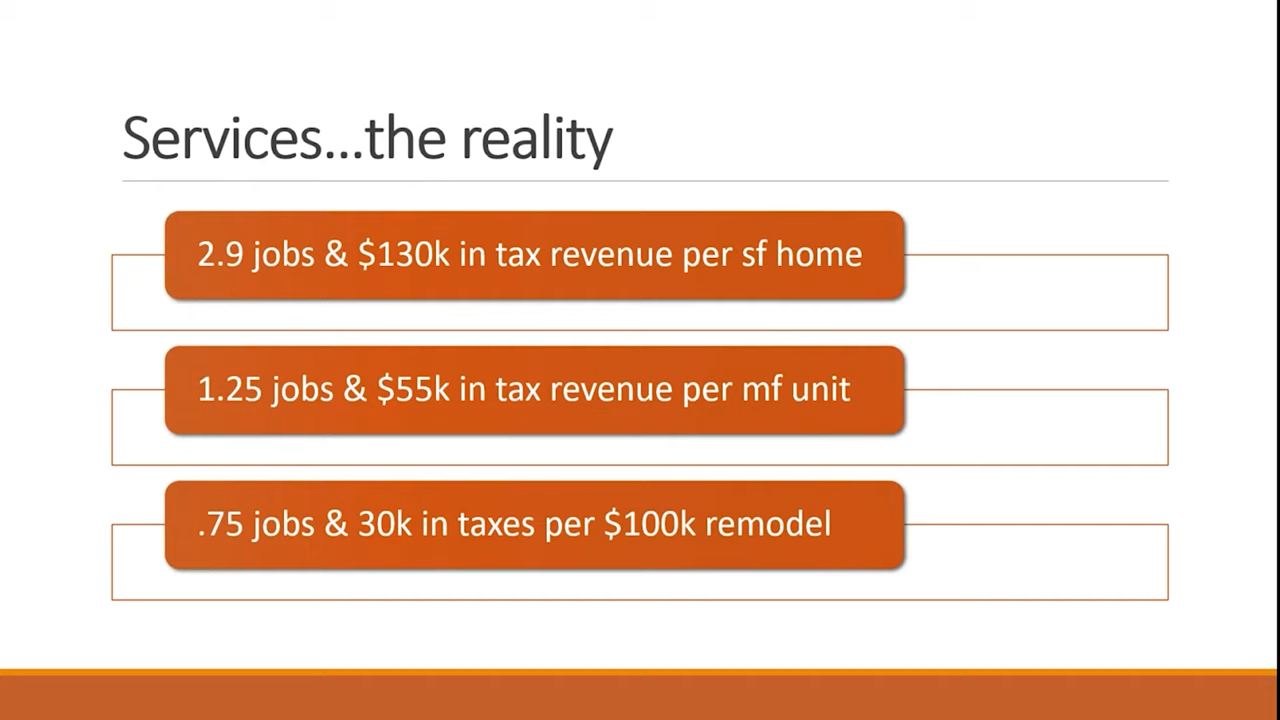 Services...the reality
2.9 jobs & $130k in tax revenue per sf home
1.25 jobs & $55k in tax revenue per mf unit
.75 jobs & 30k in taxes per $100k remodel